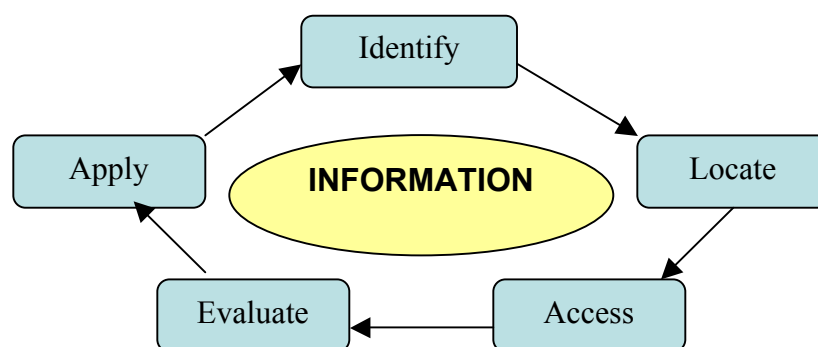 Identify
Apply
INFORMATION
Locate
Evaluate
Access